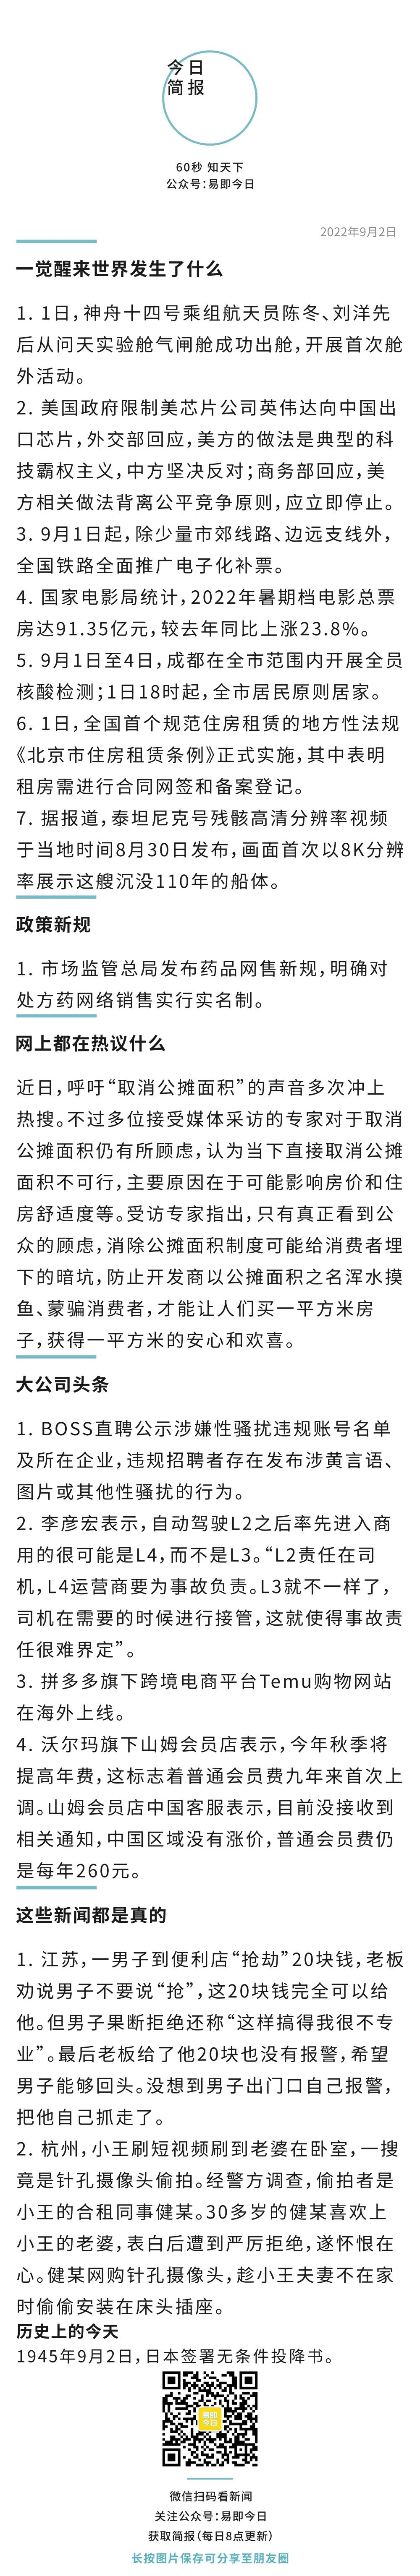 今日
简报
60秒 知天下
公众号：易即今日
2022年9月2日
一觉醒来世界发生了什么
1. 1日，神舟十四号乘组航天员陈冬、刘洋先
后从问天实验舱气闸舱成功出舱，开展首次舱
外活动。
2. 美国政府限制美芯片公司英伟达向中国出
口芯片，外交部回应，美方的做法是典型的科
技霸权主义，中方坚决反对；商务部回应，美
方相关做法背离公平竞争原则，应立即停止。
3. 9月1日起，除少量市郊线路、边远支线外，
全国铁路全面推广电子化补票。
4. 国家电影局统计，2022年暑期档电影总票
房达91.35亿元，较去年同比上涨23.8%。
5. 9月1日至4日，成都在全市范围内开展全员
核酸检测；1日18时起，全市居民原则居家。
6. 1日，全国首个规范住房租赁的地方性法规
《北京市住房租赁条例》正式实施，其中表明
租房需进行合同网签和备案登记。
7. 据报道，泰坦尼克号残骸高清分辨率视频
于当地时间8月30日发布，画面首次以8K分辨
率展示这艘沉没110年的船体。
政策新规
1. 市场监管总局发布药品网售新规，明确对
处方药网络销售实行实名制。
网上都在热议什么
近日，呼吁“取消公摊面积”的声音多次冲上
热搜。不过多位接受媒体采访的专家对于取消
公摊面积仍有所顾虑，认为当下直接取消公摊
面积不可行，主要原因在于可能影响房价和住
房舒适度等。受访专家指出，只有真正看到公
众的顾虑，消除公摊面积制度可能给消费者埋
下的暗坑，防止开发商以公摊面积之名浑水摸
鱼、蒙骗消费者，才能让人们买一平方米房
子，获得一平方米的安心和欢喜。
大公司头条
1. BOSS直聘公示涉嫌性骚扰违规账号名单
及所在企业，违规招聘者存在发布涉黄言语、
图片或其他性骚扰的行为。
2. 李彦宏表示，自动驾驶L2之后率先进入商
用的很可能是L4，而不是L3。“L2责任在司
机，L4运营商要为事故负责。L3就不一样了，
司机在需要的时候进行接管，这就使得事故责
任很难界定”。
3. 拼多多旗下跨境电商平台Temu购物网站
在海外上线。
4. 沃尔玛旗下山姆会员店表示，今年秋季将
提高年费，这标志着普通会员费九年来首次上
调。山姆会员店中国客服表示，目前没接收到
相关通知，中国区域没有涨价，普通会员费仍
是每年260元。
这些新闻都是真的
1. 江苏，一男子到便利店“抢劫”20块钱，老板
劝说男子不要说“抢”，这20块钱完全可以给
他。但男子果断拒绝还称“这样搞得我很不专
业”。最后老板给了他20块也没有报警，希望
男子能够回头。没想到男子出门口自己报警，
把他自己抓走了。
2. 杭州，小王刷短视频刷到老婆在卧室，一搜
竟是针孔摄像头偷拍。经警方调查，偷拍者是
小王的合租同事健某。30多岁的健某喜欢上
小王的老婆，表白后遭到严厉拒绝，遂怀恨在
心。健某网购针孔摄像头，趁小王夫妻不在家
时偷偷安装在床头插座。
历史上的今天
1945年9月2日，日本签署无条件投降书。
易即
今日
微信扫码看新闻
关注公众号：易即今日
获取简报（每日8点更新）
长按图片保存可分享至朋友圈